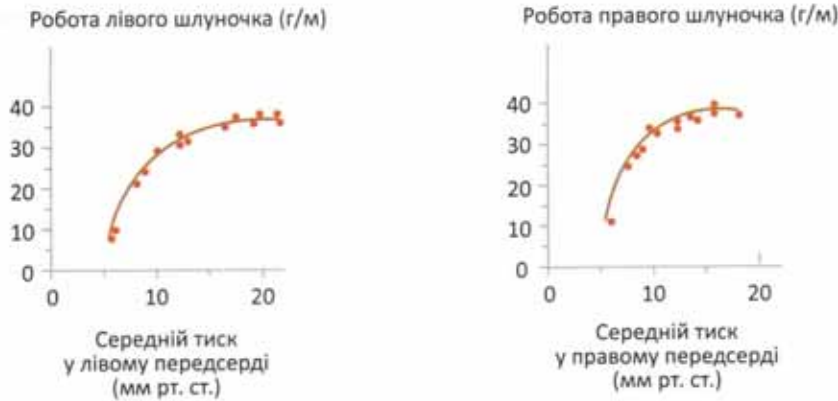 Робота лівого шлуночка (г/м)
40
30
20
10
0
0 10 20
Середній тиск
у лівому передсерді
(мм рт. ст.)
Робота правого шлуночка (г/м)
40
30
20
10
0
0 10 20
Середній тиск
у правому передсерді
(мм рт. ст.)